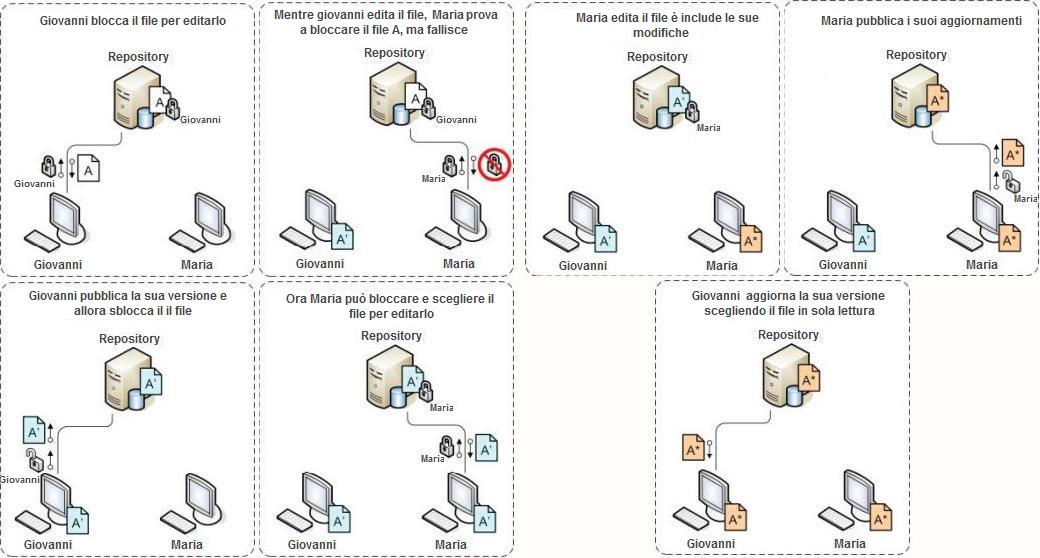 Giovanni blocca il file per editarlo
Repository
A
Giovanni
A
Giovanni
Giovanni
Maria
Mentre giovanni edita il file, Maria prova
a bloccare il file A, ma fallisce
Repository
A
Giovanni
Maria
A'
Giovanni
Maria
Maria edita il file è include le sue
modifiche
Repository
A'
Maria
A'
A*
Giovanni
Maria
Maria pubblica i suoi aggiornamenti
Repository
A*
A*
Maria
A'
A*
Giovanni
Maria
Giovanni pubblica la sua versione e
allora sblocca il il file
Repository
A'
A'
Giovanni
A'
Giovanni
Maria
Ora Maria può bloccare e scegliere il
file per editarlo
Repository
A'
Maria
A'
Maria
A'
A'
Giovanni
Maria
Giovanni aggiorna la sua versione
scegliendo il file in sola lettura
Repository
A*
A*
A*
A*
Giovanni
Maria